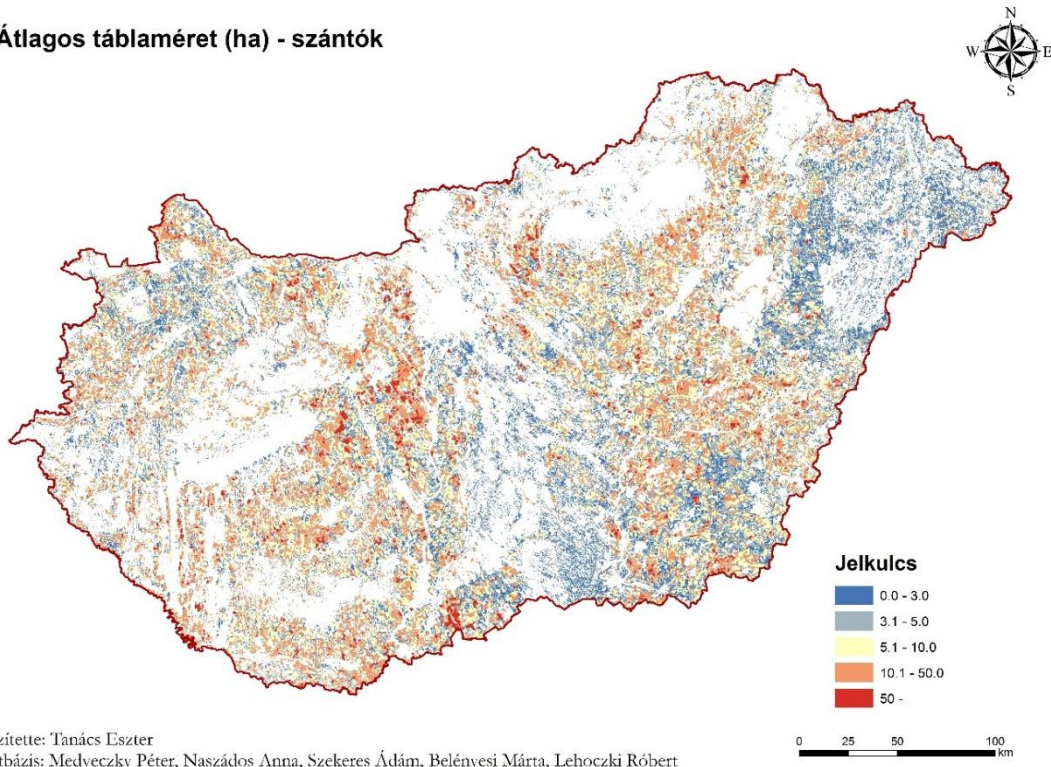 Átlagos táblaméret (ha) - szántók
N
W E
S
Jelkulcs
0.0 - 3.0
3.1 - 5.0
5.1 - 10.0
10.1 - 50.0
50 -
zítette: Tanács Eszter
tbázis: Medveczky Péter, Naszádos Anna, Szekeres Ádám, Belényesi Márta, Lehoczki Róbert
0 25 50 100
km